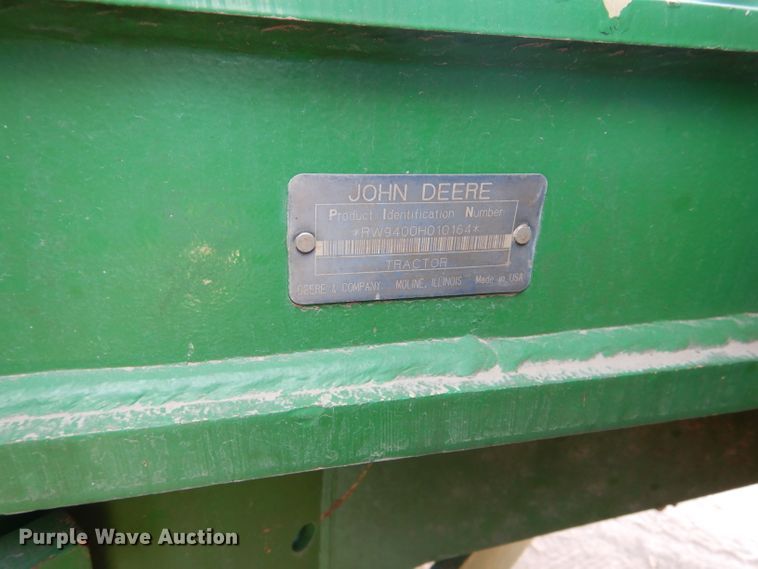 JOHN DEERE
Product Identification Number
*RW9400H010164*
TRACTOR
DEERE & COMPANY MOLINE, ILLINOIS Made in USA
Purple Wave Auction